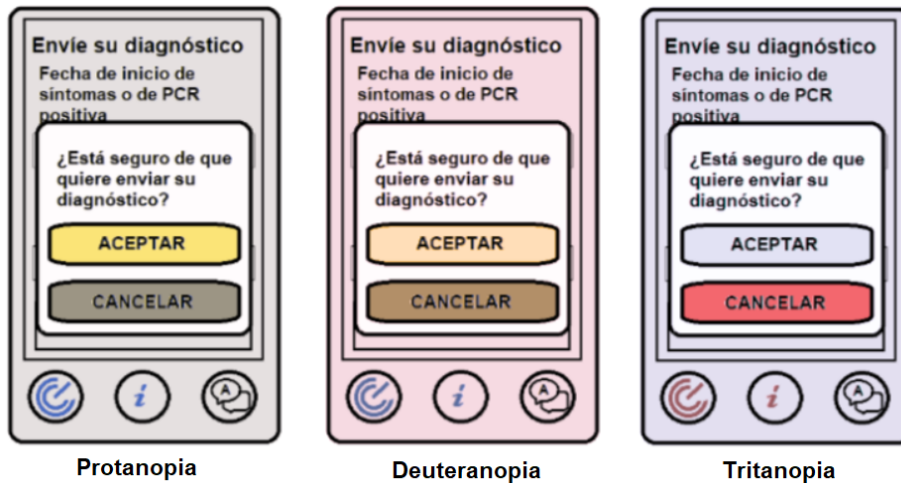 Envíe su diagnóstico
Fecha de inicio de
síntomas o de PCR
positiva
¿Está seguro de que
quiere enviar su
diagnóstico?
ACEPTAR
CANCELAR
i
A
Protanopia
Envíe su diagnóstico
Fecha de inicio de
síntomas o de PCR
positiva
¿Está seguro de que
quiere enviar su
diagnóstico?
ACEPTAR
CANCELAR
i
A
Deuteranopia
Envíe su diagnóstico
Fecha de inicio de
síntomas o de PCR
positiva
¿Está seguro de que
quiere enviar su
diagnóstico?
ACEPTAR
CANCELAR
i
A
Tritanopia